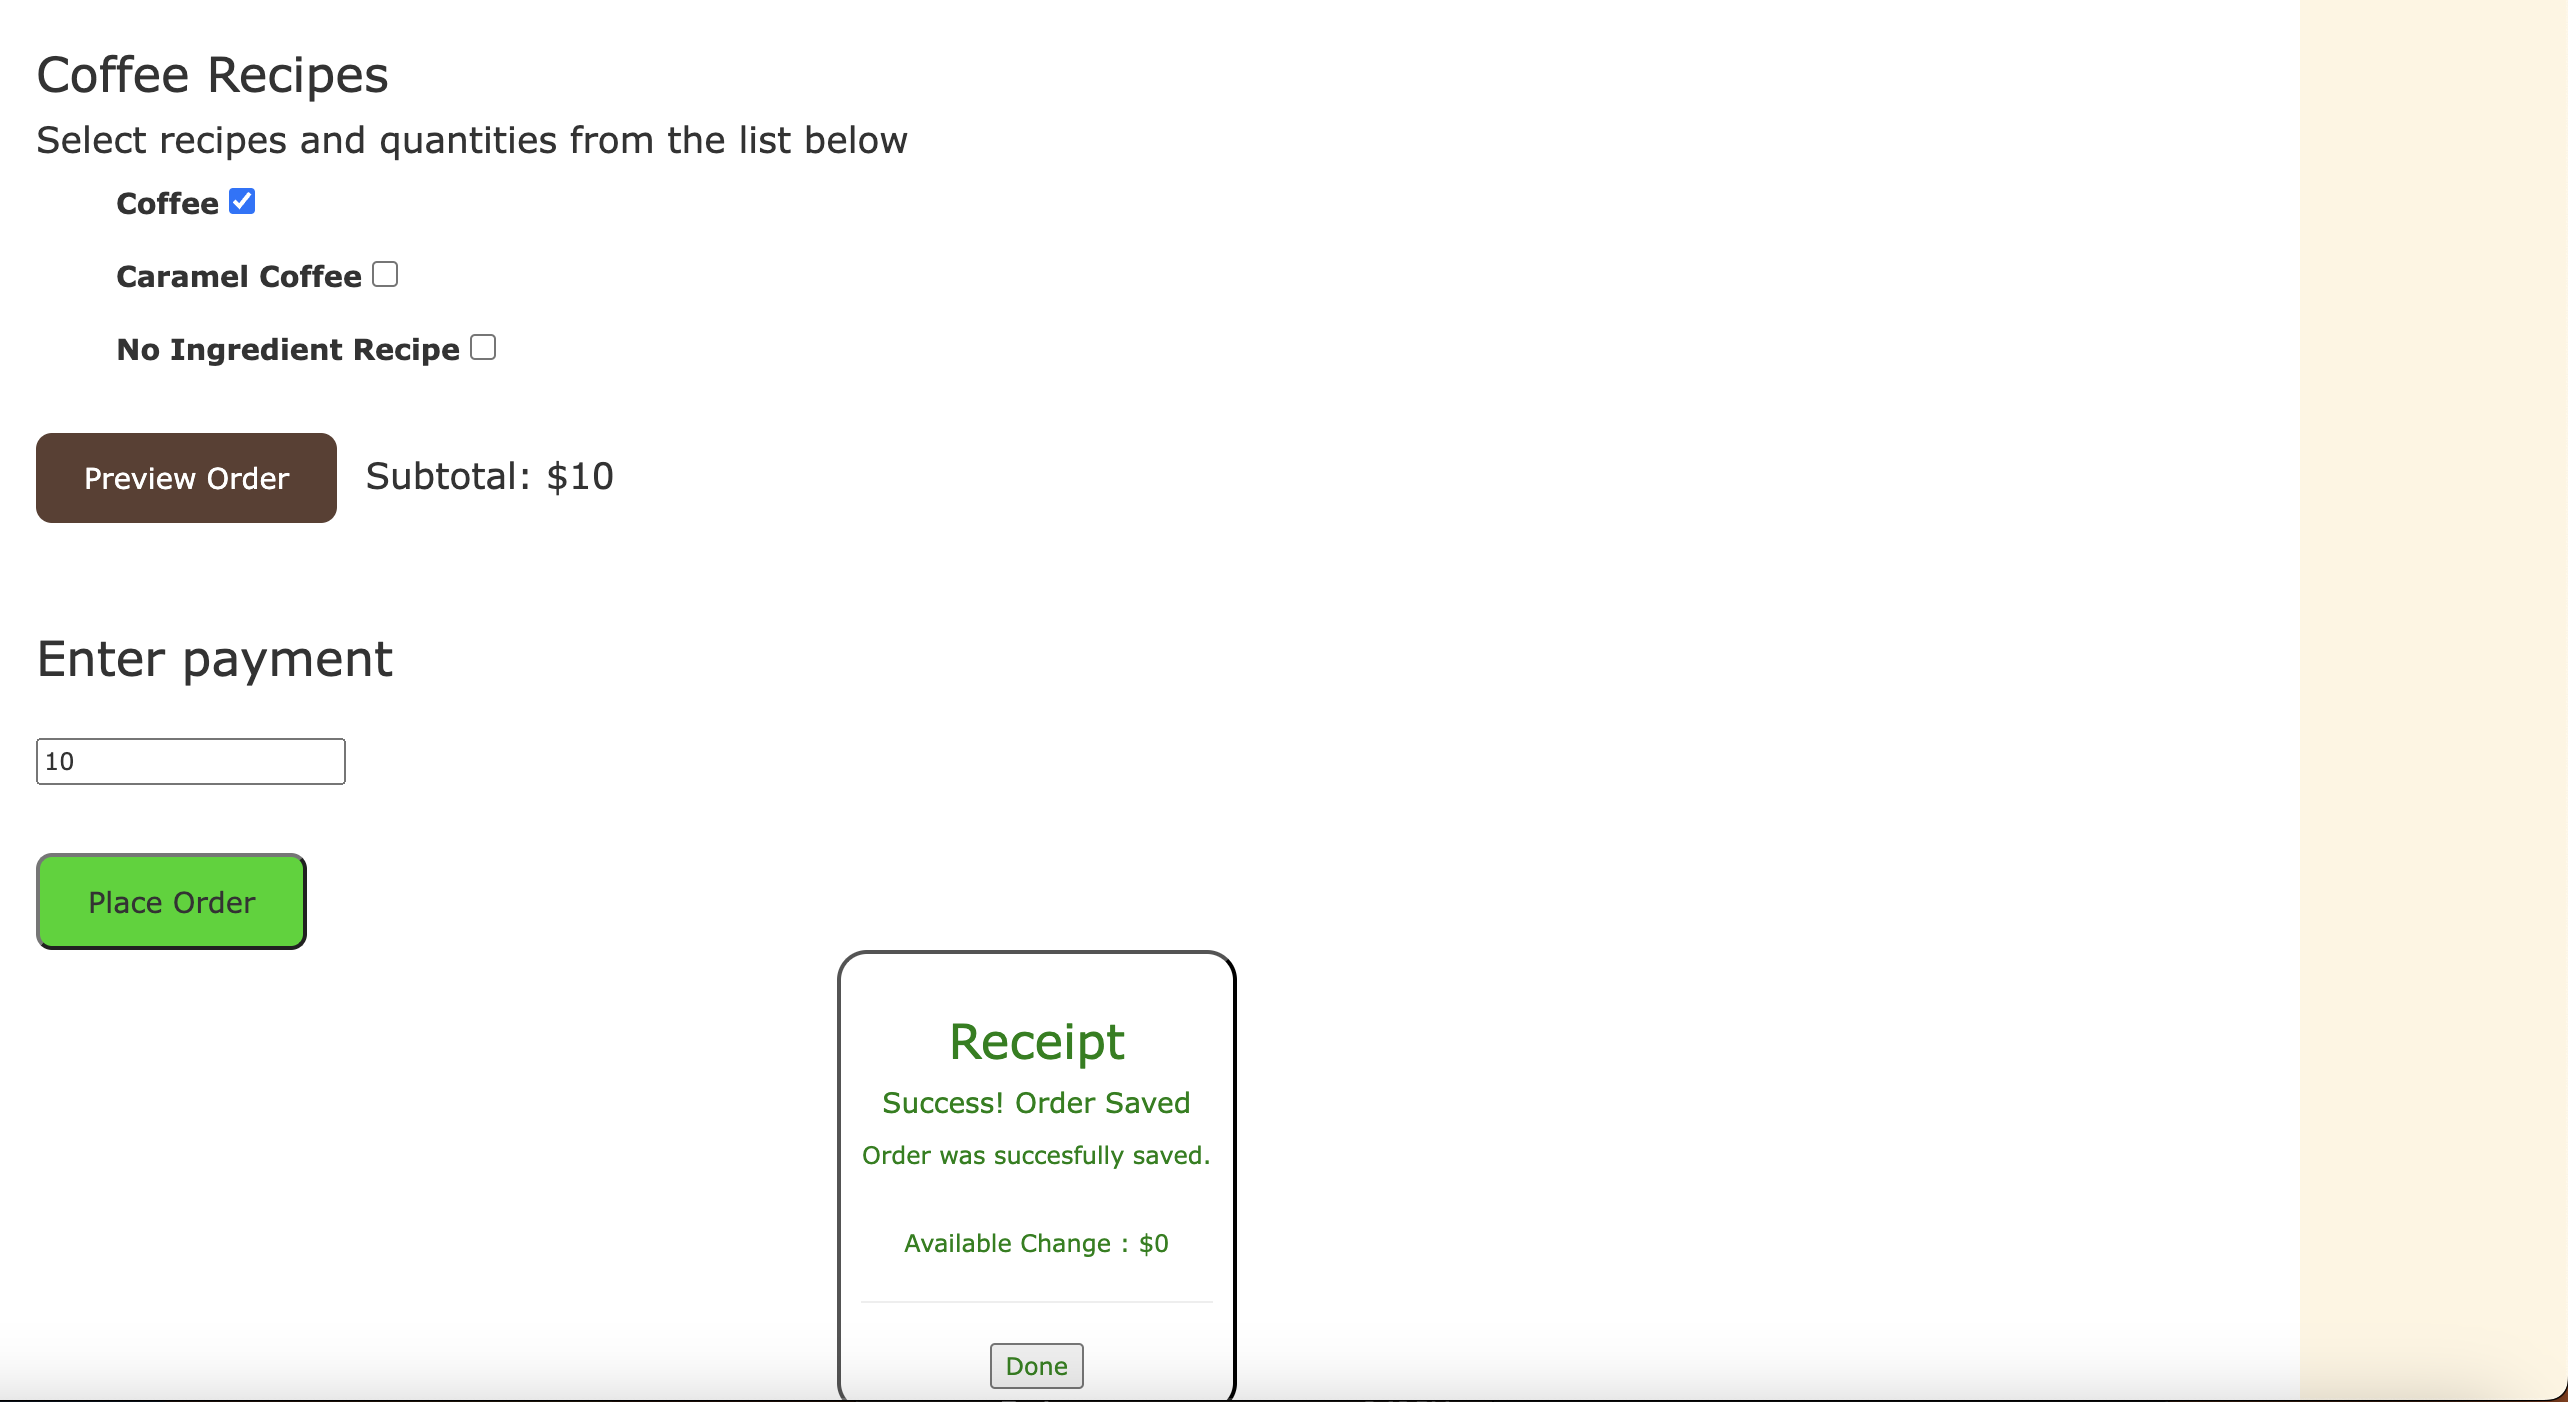 Coffee Recipes
Select recipes and quantities from the list below
Coffee
Caramel Coffee
No Ingredient Recipe
Preview Order Subtotal: $10
Enter payment
10
Place Order
Receipt
Success! Order Saved
Order was succesfully saved.
Available Change : $0
Done